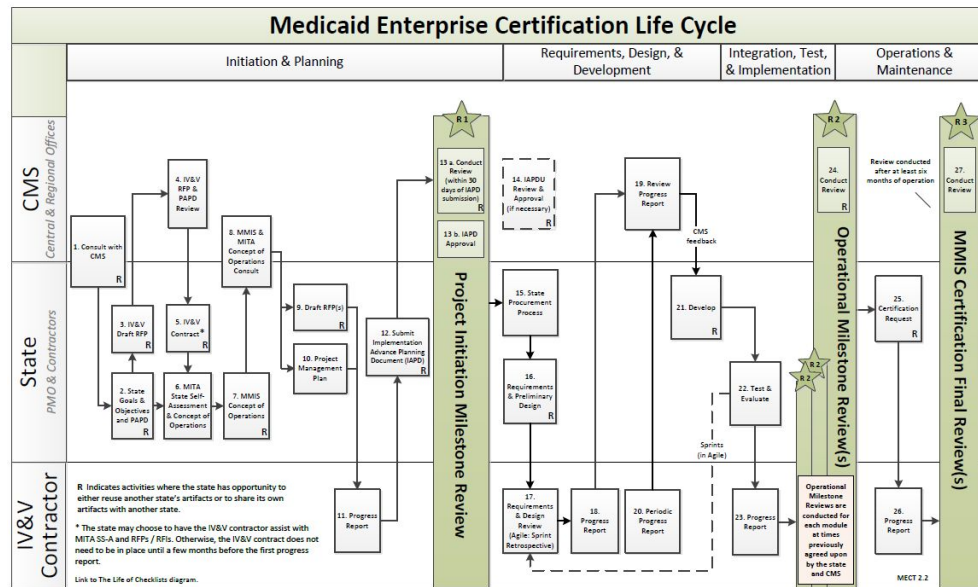 Medicaid Enterprise Certification Life Cycle
Initiation & Planning
Requirements, Design, &
Development
Integration, Test,
& Implementation
Operations &
Maintenance
CMS
Central & Regional Offices
State
PMO & Contractors
IV&V
Contractor
1. Consult with
CMS
R
2. State
Goals &
Objectives
and PAPD
R
3. IV&V
Draft RFP
R
4. IV&V
RFP &
PAPD
Review
5. IV&V
Contract*
R
6. MITA
State Self-
Assessment
& Concept of
Operations
7. MMIS
Concept of
Operations
R
8. MMIS &
MITA
Concept of
Operations
Consult
9. Draft RFP(s)
R
10. Project
Management
Plan
11. Progress
Report
12. Submit
Implementation
Advance Planning
Document (IAPD)
R
R 1
13 a. Conduct
Review
(within 30
days of IAPD
submission)
R
13 b. IAPD
Approval
Project Initiation Milestone Review
14. IAPDU
Review &
Approval
(if necessary)
R
15. State
Procurement
Process
16.
Requirements
& Preliminary
Design
R
17.
Requirements
& Design
Review
(Agile: Sprint
Retrospective)
18.
Progress
Report
19. Review
Progress
Report
20. Periodic
Progress
Report
CMS
feedback
21. Develop
R
22. Test &
Evaluate
Sprints
(in Agile)
23. Progress
Report
R 2
24.
Conduct
Review
R
Operational Milestone Review(s)
R 2
R 2
Operational
Milestone
Reviews are
conducted for
each module
at times
previously
agreed upon
by the state
and CMS
25.
Certification
Request
R
26.
Progress
Report
Review conducted
after at least six
months of operation
R 3
27.
Conduct
Review
R
MMIS Certification Final Review(s)
R Indicates activities where the state has opportunity to
either reuse another state's artifacts or to share its own
artifacts with another state.
* The state may choose to have the IV&V contractor assist with
MITA SS-A and RFPs / RFIs. Otherwise, the IV&V contract does not
need to be in place until a few months before the first progress
report.
Link to The Life of Checklists diagram.
MECT 2.2